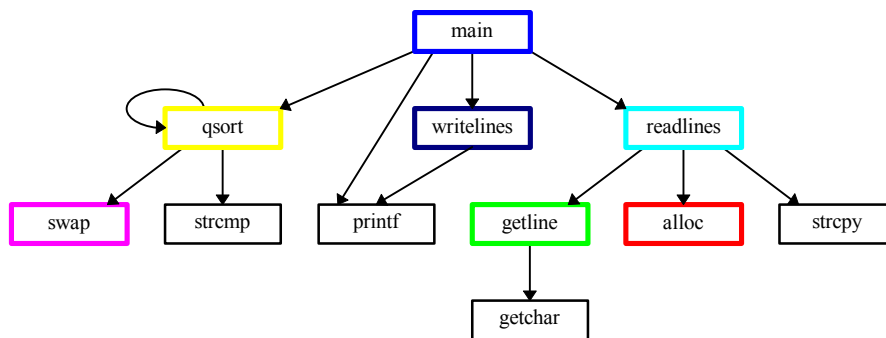 main
qsort
writelines
readlines
swap
strcmp
printf
getline
alloc
strcpy
getchar